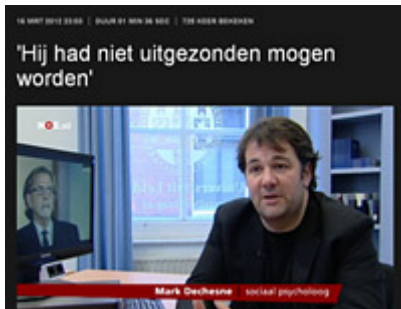 16 MRT 2012 23:03 | DUUR 01 MIN 36 SEC | 725 KEER BEKEKEN
'Hij had niet uitgezonden mogen
worden'
Mark Dechesne sociaal psycholoog